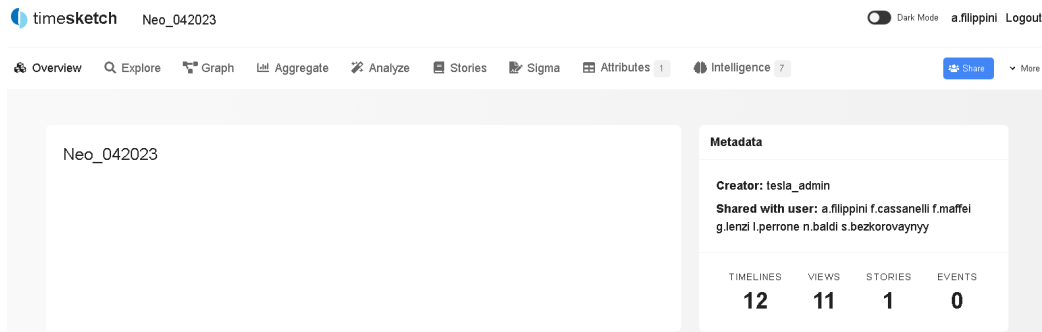 timesketch Neo_042023 Dark Mode a.filippini Logout
Overview Explore Graph Aggregate Analyze Stories Sigma Attributes 1 Intelligence 7 Share More
Neo_042023
Metadata
Creator: tesla_admin
Shared with user: a.filippini f.cassanelli f.maffei
g.lenzi l.perrone n.baldi s.bezkorovaynyy
TIMELINES VIEWS STORIES EVENTS
12 11 1 0